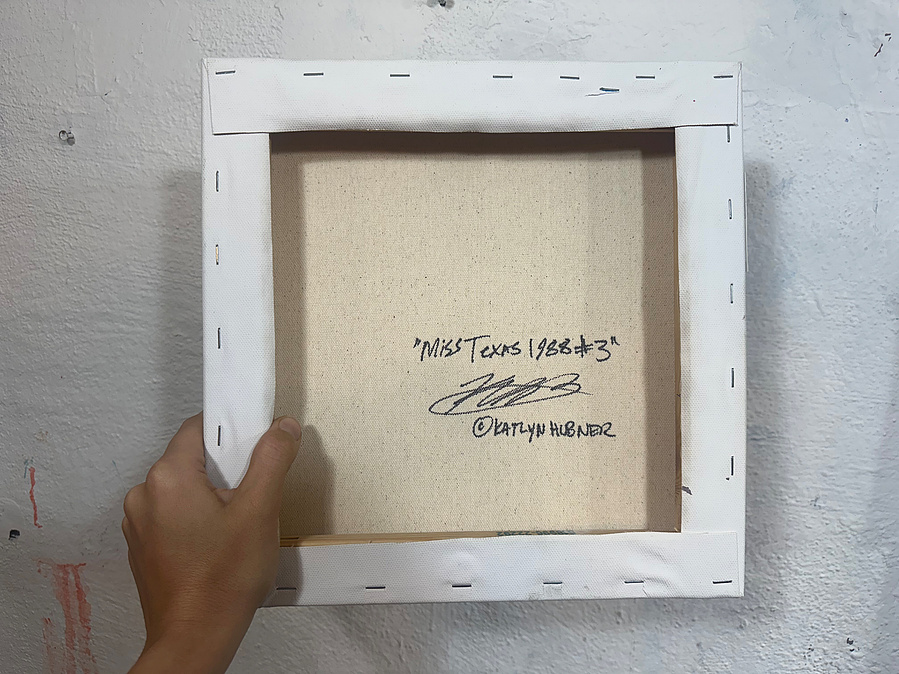 "Miss Texas 1988 #3"
©KATLYN HUBNER